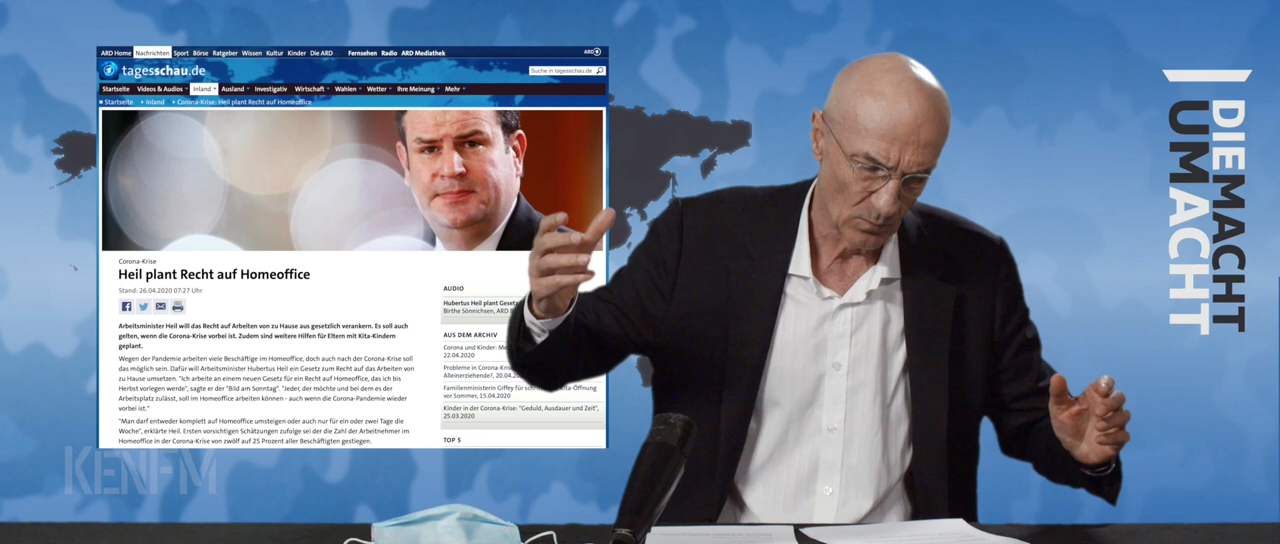 ARD Home Nachrichten Sport Börse Ratgeber Wissen Kultur Kinder Die ARD Fernsehen Radio ARD Mediathek
ARD
tagesschau.de
Suche in tagesschau.de
Startseite Videos & Audios Inland Ausland Investigativ Wirtschaft Wahlen Wetter Ihre Meinung Mehr
Startseite Inland Corona-Krise: Heil plant Recht auf Homeoffice
Corona-Krise
Heil plant Recht auf Homeoffice
Stand: 26.04.2020 07:27 Uhr
Arbeitsminister Heil will das Recht auf Arbeiten von zu Hause aus gesetzlich verankern. Es soll auch
gelten, wenn die Corona-Krise vorbei ist. Zudem sind weitere Hilfen für Eltern mit Kita-Kindern
geplant.
Wegen der Pandemie arbeiten viele Beschäftige im Homeoffice, doch auch nach der Corona-Krise soll
das möglich sein. Dafür will Arbeitsminister Hubertus Heil ein Gesetz zum Recht auf das Arbeiten von
zu Hause umsetzen. "Ich arbeite an einem neuen Gesetz für ein Recht auf Homeoffice, das ich bis
Herbst vorlegen werde", sagte er der "Bild am Sonntag". "Jeder, der möchte und bei dem es der
Arbeitsplatz zulässt, soll im Homeoffice arbeiten können - auch wenn die Corona-Pandemie wieder
vorbei ist."
"Man darf entweder komplett auf Homeoffice umsteigen oder auch nur für ein oder zwei Tage die
Woche", erklärte Heil. Ersten vorsichtigen Schätzungen zufolge sei der die Zahl der Arbeitnehmer im
Homeoffice in der Corona-Krise von zwölf auf 25 Prozent aller Beschäftigten gestiegen.
AUDIO
Hubertus Heil plant
Birthe Sönnichsen, ARD
AUS DEM ARCHIV
Corona und Kinder:
22.04.2020
Probleme in Corona-Krise
Alleinerziehende?, 20.04
Familienministerin Giffey für
vor Sommer, 15.04.2020
Kinder in der Corona-Krise: "Geduld, Ausdauer und Zeit",
25.03.2020
TOP 5
DIE MACHT
UM ACHT
KENFM